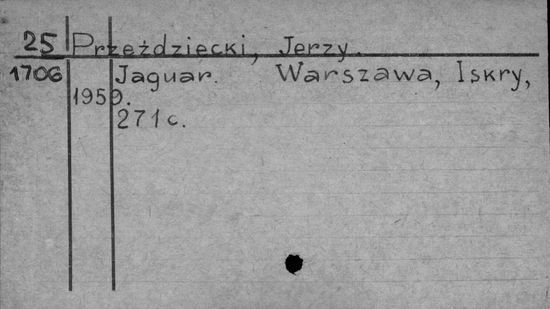 25 Przeździecki, Jerzy.
1706 Jaguar. Warszawa, Iskry,
1959.
271 c.